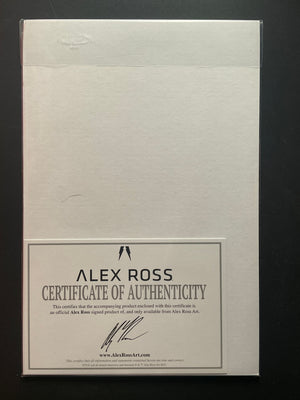 ALEX ROSS
CERTIFICATE OF AUTHENTICITY
This certifies that the accompanying product enclosed with this certificate is
an official Alex Ross signed product of, and only available from Alex Ross Art.
www.AlexRossArt.com